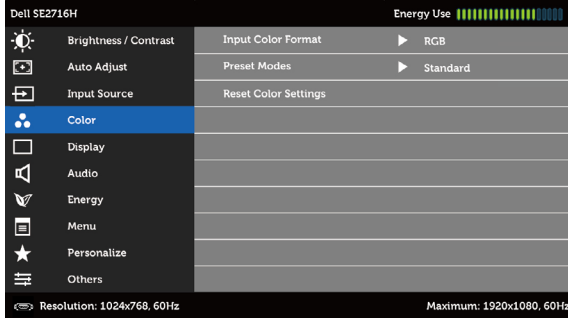 Dell SE2716H Energy Use
Brightness / Contrast Input Color Format RGB
Auto Adjust Preset Modes Standard
Input Source Reset Color Settings
Color
Display
Audio
Energy
Menu
Personalize
Others
Resolution: 1024x768, 60Hz Maximum: 1920x1080, 60Hz